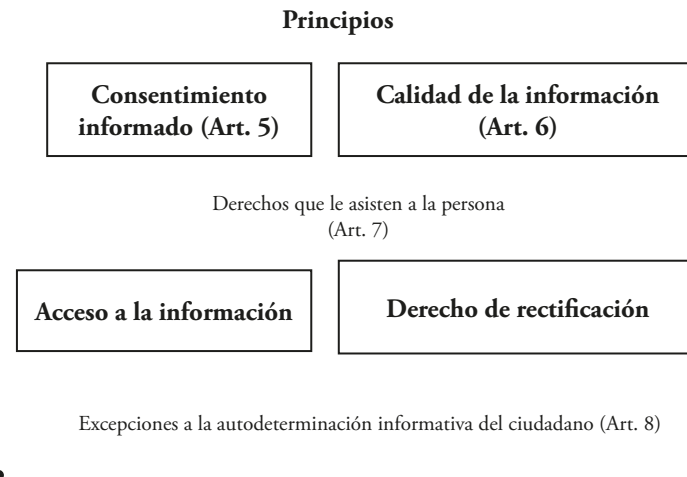 Principios
Consentimiento
informado (Art. 5)
Calidad de la información
(Art. 6)
Derechos que le asisten a la persona
(Art. 7)
Acceso a la información
Derecho de rectificación
Excepciones a la autodeterminación informativa del ciudadano (Art. 8)